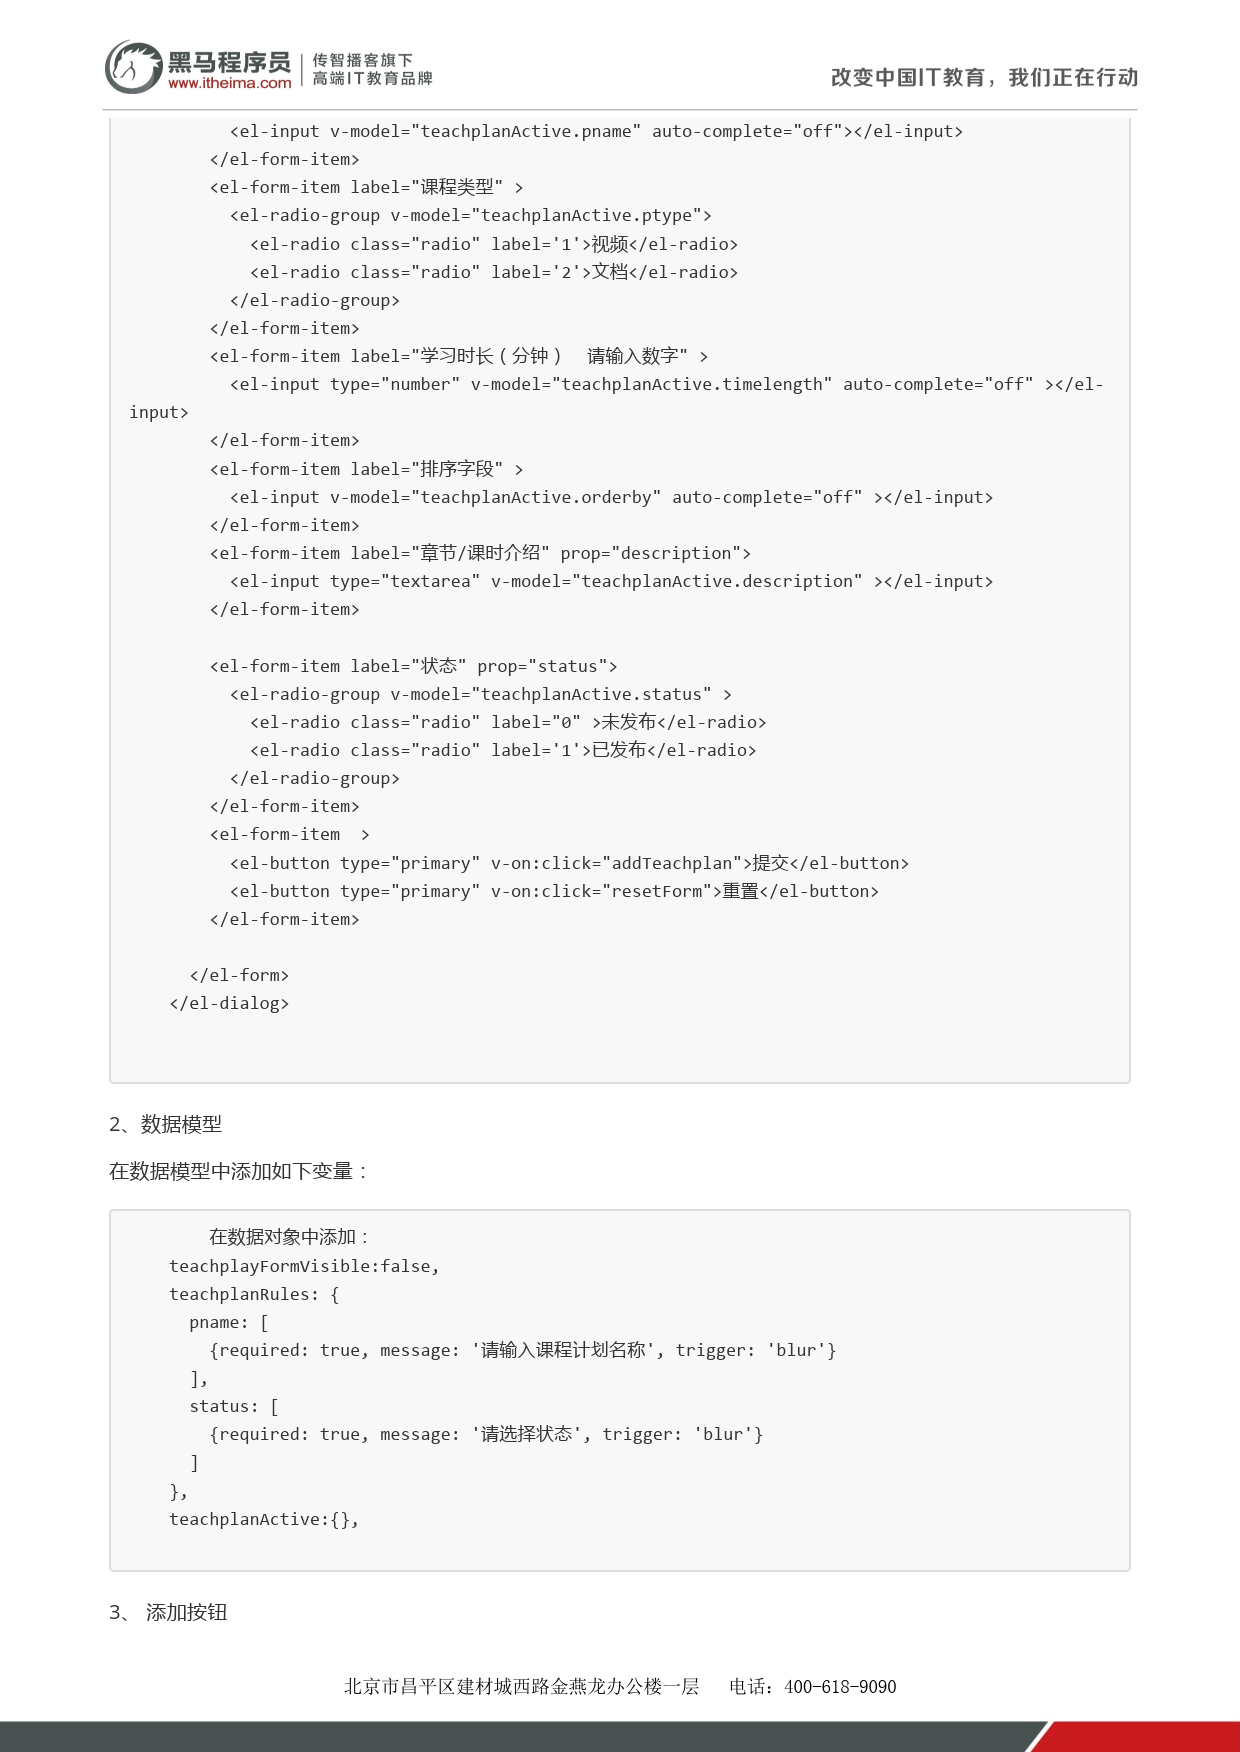 黑马程序员
www.itheima.com
传智播客旗下
高端IT教育品牌
改变中国IT教育，我们正在行动
          <el-input v-model="teachplanActive.pname" auto-complete="off"></el-input>
        </el-form-item>
        <el-form-item label="课程类型" >
          <el-radio-group v-model="teachplanActive.ptype">
            <el-radio class="radio" label='1'>视频</el-radio>
            <el-radio class="radio" label='2'>文档</el-radio>
          </el-radio-group>
        </el-form-item>
        <el-form-item label="学习时长（分钟）  请输入数字" >
          <el-input type="number" v-model="teachplanActive.timelength" auto-complete="off" ></el-
input>
        </el-form-item>
        <el-form-item label="排序字段" >
          <el-input v-model="teachplanActive.orderby" auto-complete="off" ></el-input>
        </el-form-item>
        <el-form-item label="章节/课时介绍" prop="description">
          <el-input type="textarea" v-model="teachplanActive.description" ></el-input>
        </el-form-item>
        <el-form-item label="状态" prop="status">
          <el-radio-group v-model="teachplanActive.status" >
            <el-radio class="radio" label="0" >未发布</el-radio>
            <el-radio class="radio" label='1'>已发布</el-radio>
          </el-radio-group>
        </el-form-item>
        <el-form-item  >
          <el-button type="primary" v-on:click="addTeachplan">提交</el-button>
          <el-button type="primary" v-on:click="resetForm">重置</el-button>
        </el-form-item>
      </el-form>
    </el-dialog>
2、数据模型
在数据模型中添加如下变量：
        在数据对象中添加：
    teachplayFormVisible:false,
    teachplanRules: {
      pname: [
        {required: true, message: '请输入课程计划名称', trigger: 'blur'}
      ],
      status: [
        {required: true, message: '请选择状态', trigger: 'blur'}
      ]
    },
    teachplanActive:{},
3、 添加按钮
北京市昌平区建材城西路金燕龙办公楼一层   电话：400-618-9090